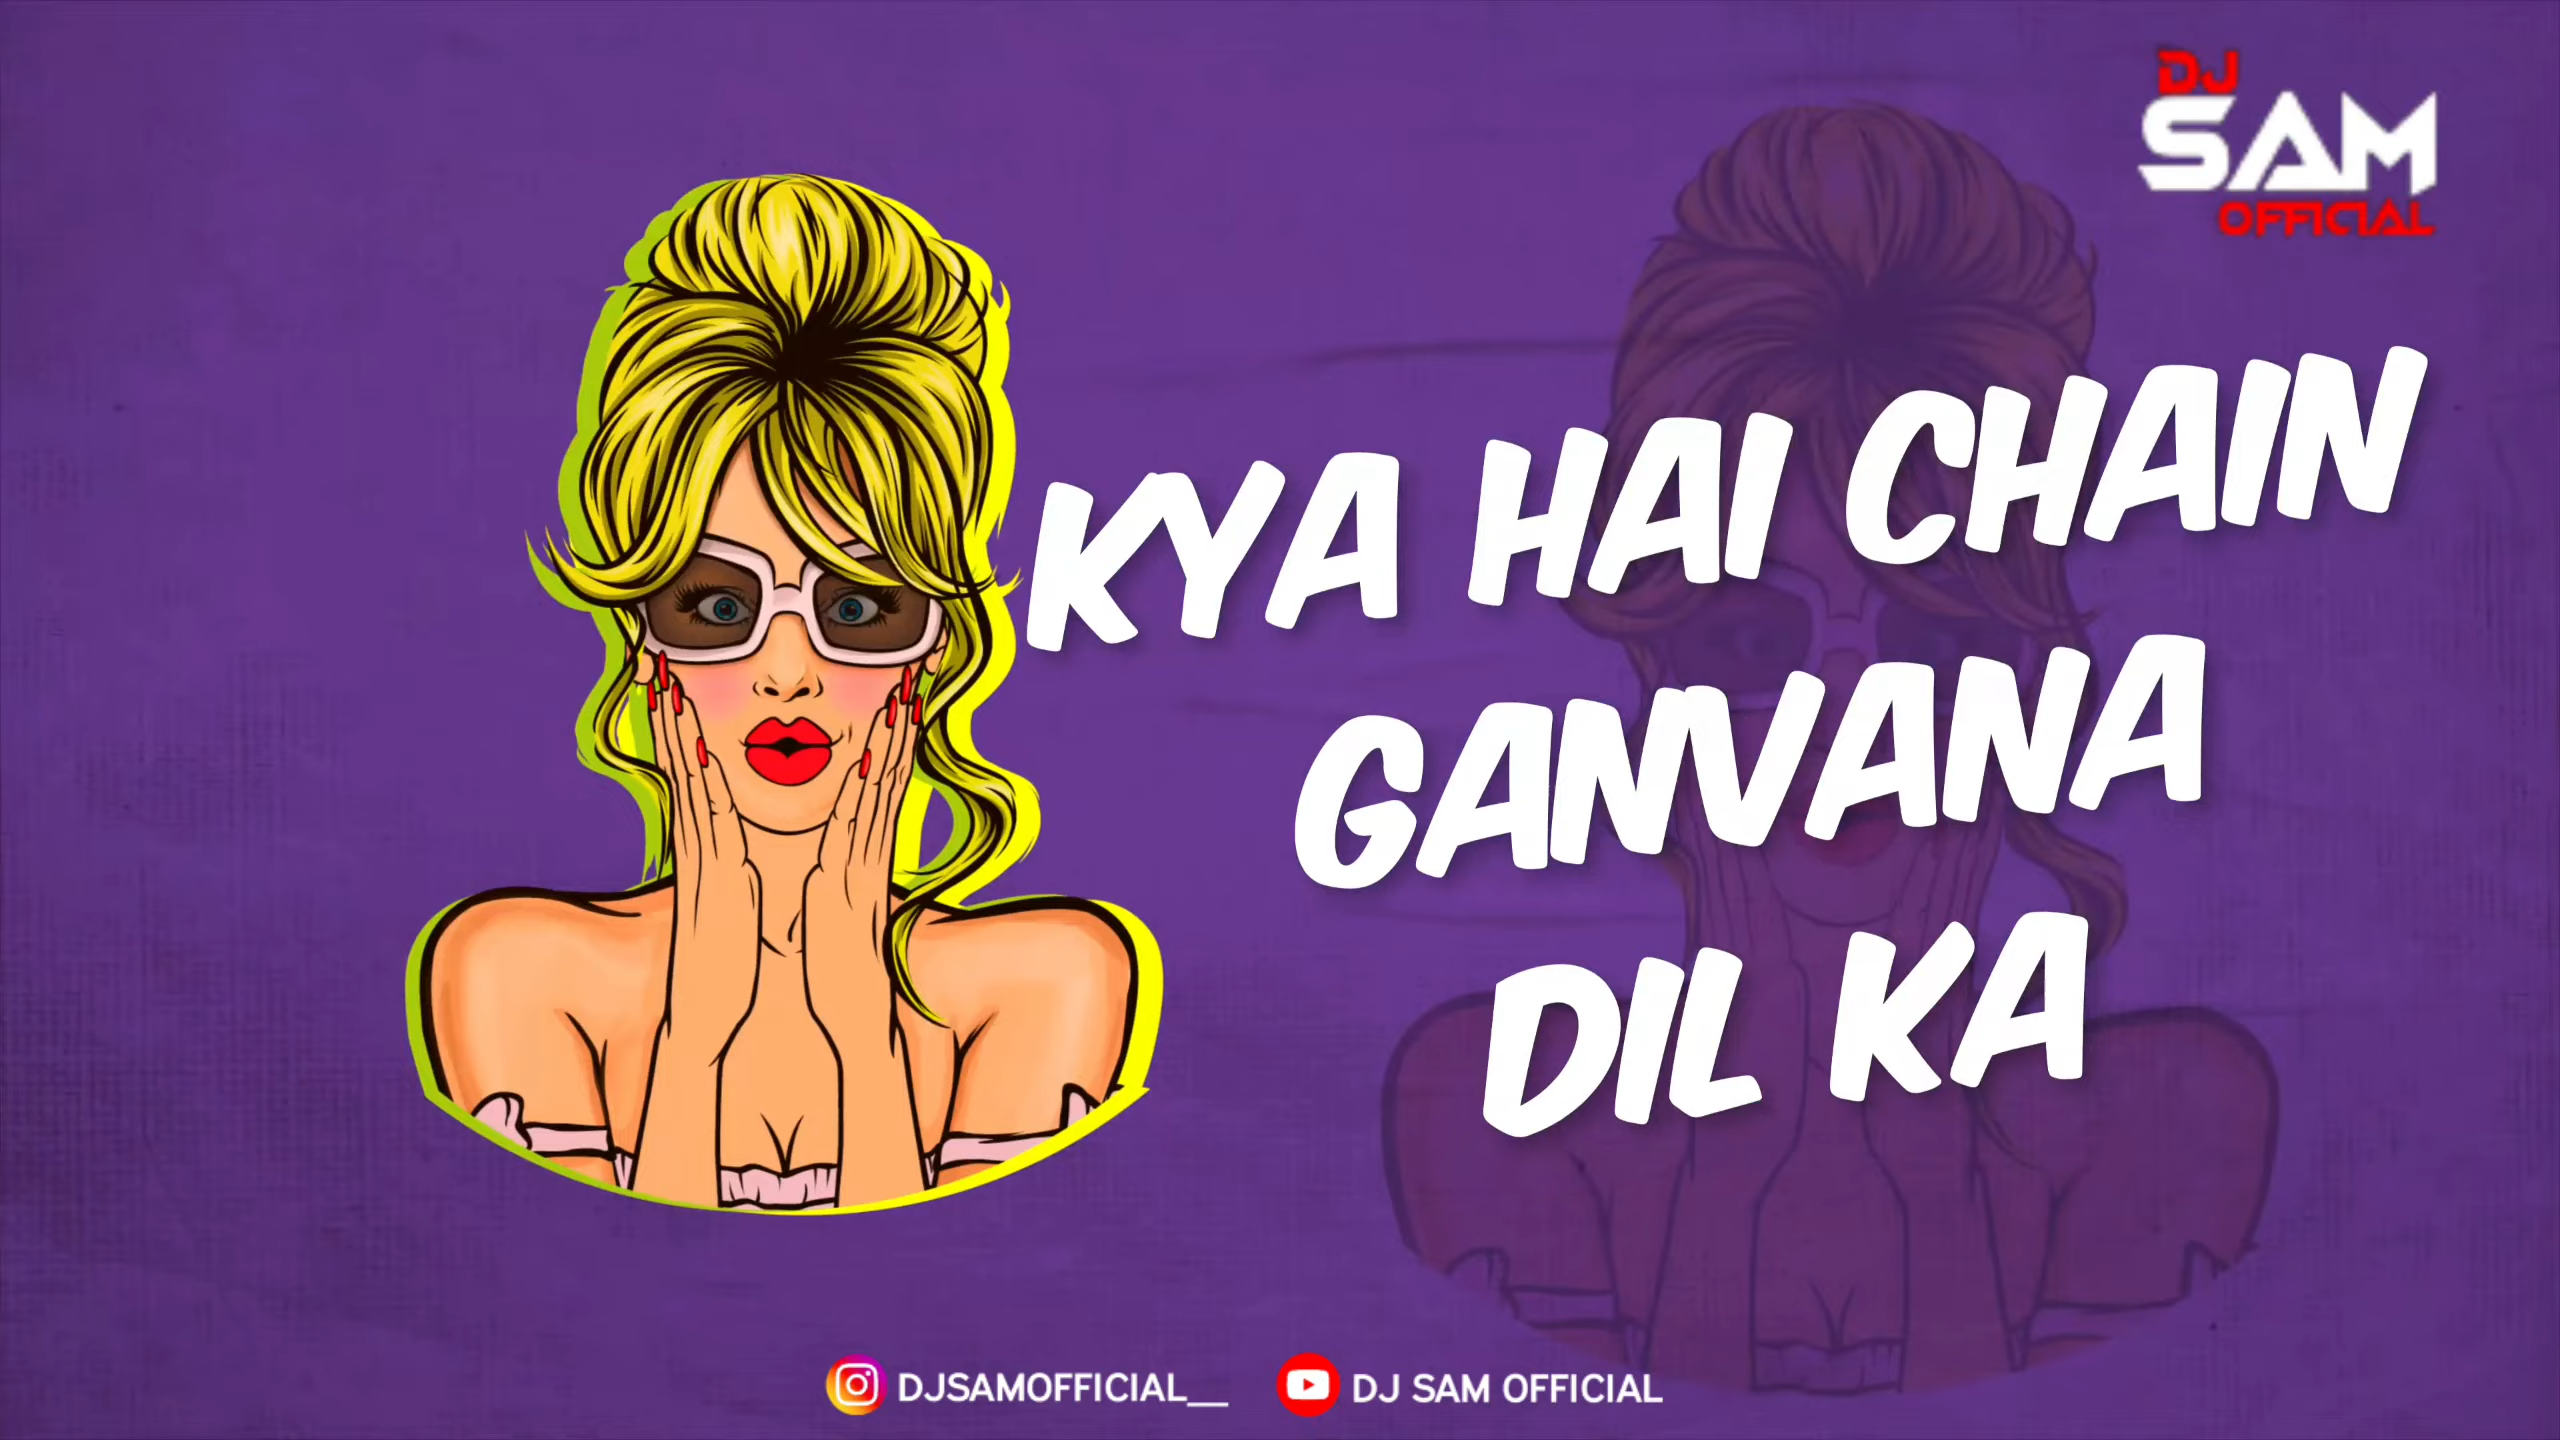 DJ
SAM
OFFICIAL
KYA HAI CHAIN
GANVANA
DIL KA
DJSAMOFFICIAL__
DJ SAM OFFICIAL